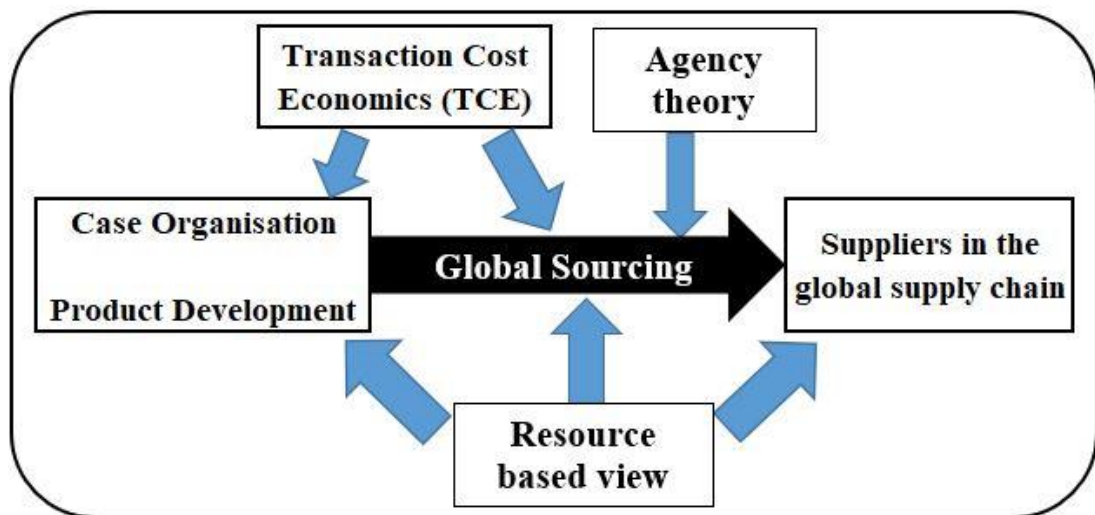 Transaction Cost
Economics (TCE)
Agency
theory
Case Organisation
Product Development
Global Sourcing
Suppliers in the
global supply chain
Resource
based view